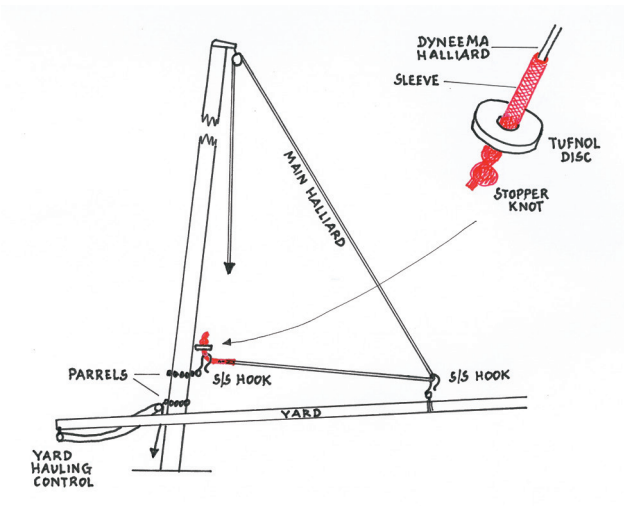 DYNEEMA
HALLIARD
SLEEVE
TUFNOL
DISC
STOPPER
KNOT
MAIN HALLIARD
PARRELS
S/S HOOK
S/S HOOK
YARD
YARD
HAULING
CONTROL